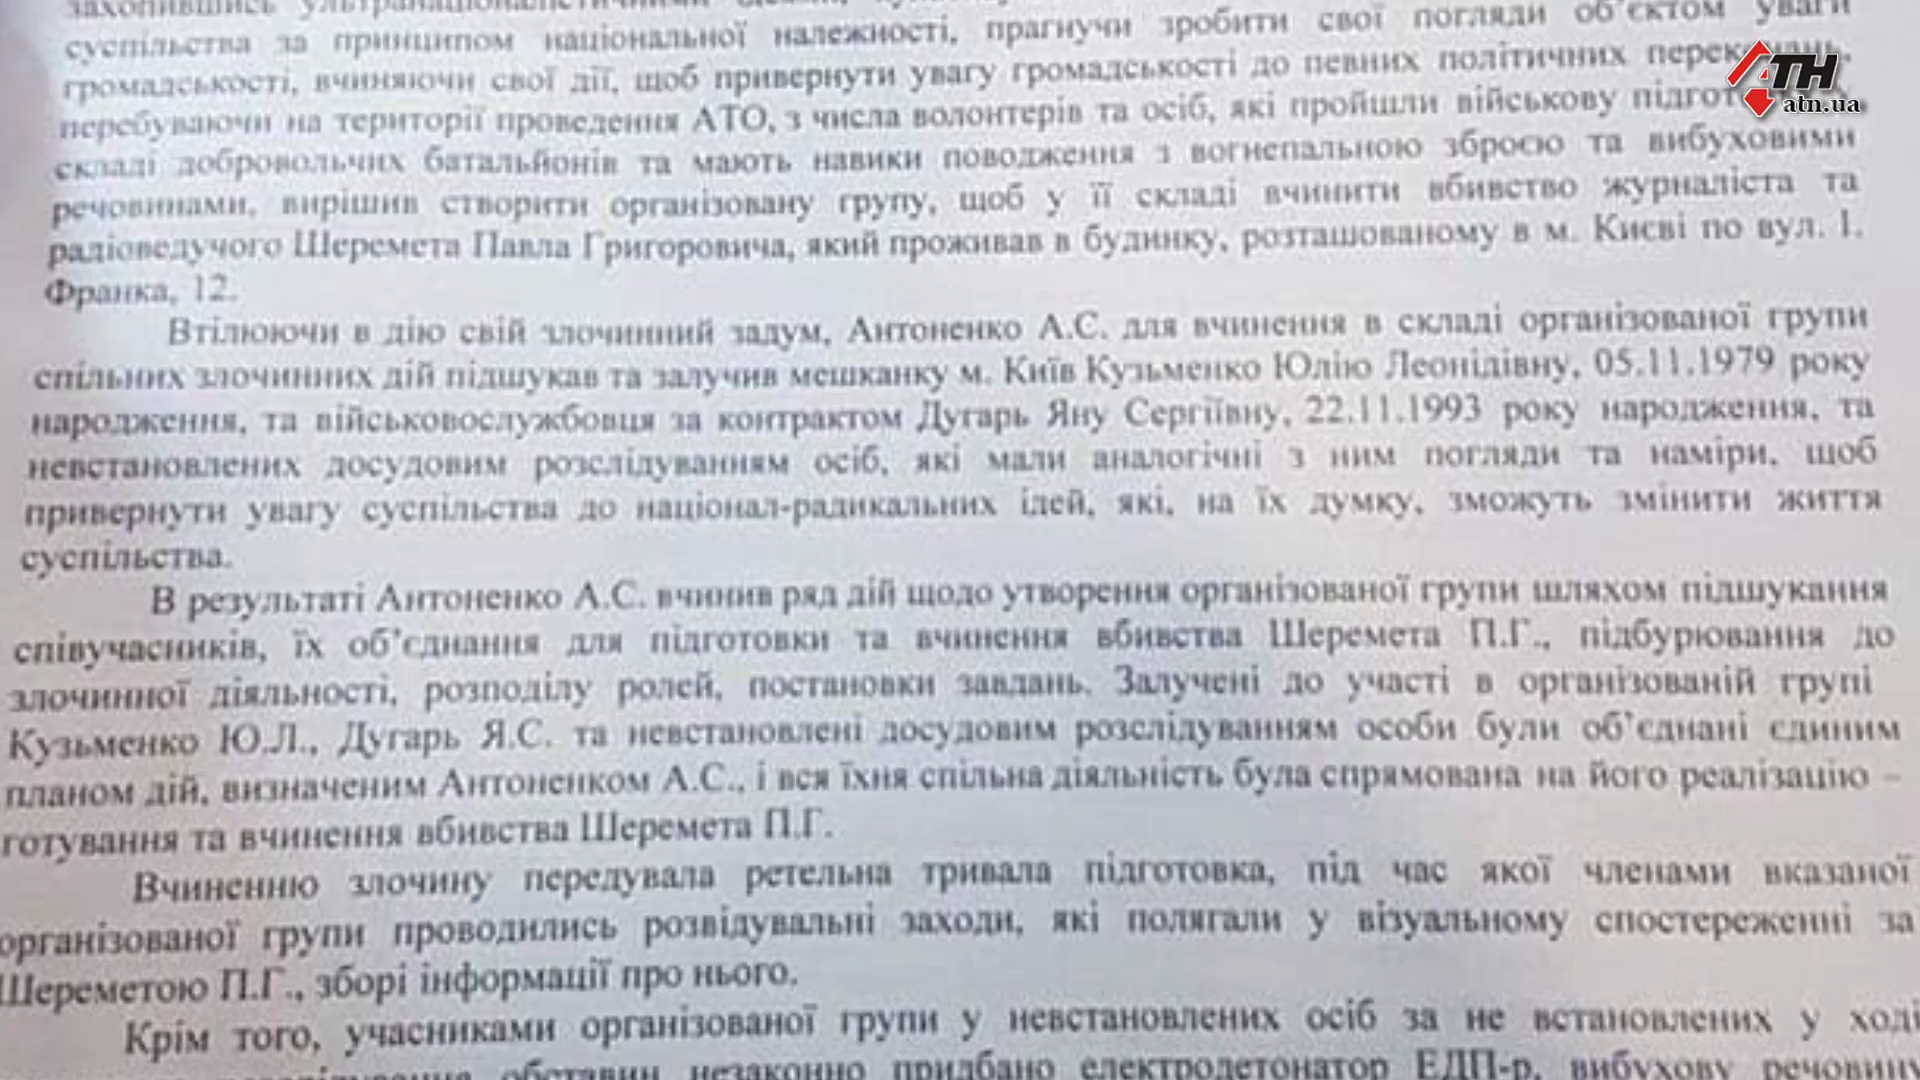 захопившись ультранаціоналістичними
суспільства за принципом національної належності, прагнучи зробити свої погляди об'єктом уваги
громадськості, вчиняючи свої дії, щоб привернути увагу громадськості до певних політичних
перебуваючи на території проведення АТО, з числа волонтерів та осіб, які пройшли військову
складі добровольчих батальйонів та мають навики поводження з вогнепальною зброєю та вибуховими
речовинами, вирішив створити організовану групу, щоб у її складі вчинити вбивство журналіста та
радіоведучого Шеремета Павла Григоровича, який проживав в будинку, розташованому в м. Києві по вул. І.
Франка, 12.
Втілюючи в дію свій злочинний задум, Антоненко А.С. для вчинення в складі організованої групи
спільних злочинних дій підшукав та залучив мешканку м. Київ Кузьменко Юлію Леонідівну, 05.11.1979 року
народження, та військовослужбовця за контрактом Дугарь Яну Сергіївну, 22.11.1993 року народження, та
невстановлених досудовим розслідуванням осіб, які мали аналогічні з ним погляди та наміри, щоб
привернути увагу суспільства до націонал-радикальних ідей, які, на їх думку, зможуть змінити життя
суспільства.
В результаті Антоненко А.С. вчинив ряд дій щодо утворення організованої групи шляхом підшукання
співучасників, їх об'єднання для підготовки та вчинення вбивства Шеремета П.Г., підбурювання до
злочинної діяльності, розподілу ролей, постановки завдань. Залучені до участі в організованій групі
Кузьменко Ю.Л., Дугарь Я.С. та невстановлені досудовим розслідуванням особи були об'єднані єдиним
планом дій, визначеним Антоненком А.С., і вся їхня спільна діяльність була спрямована на його реалізацію –
готування та вчинення вбивства Шеремета П.Г.
Вчиненню злочину передувала ретельна тривала підготовка, під час якої членами вказаної
організованої групи проводились розвідувальні заходи, які полягали у візуальному спостереженні за
Шереметою П.Г., зборі інформації про нього.
Крім того, учасниками організованої групи у невстановлених осіб за не встановлених у ході
обставин незаконно придбано електродетонатор ЕДП-р, вибухову речовину
АТН
atn.ua